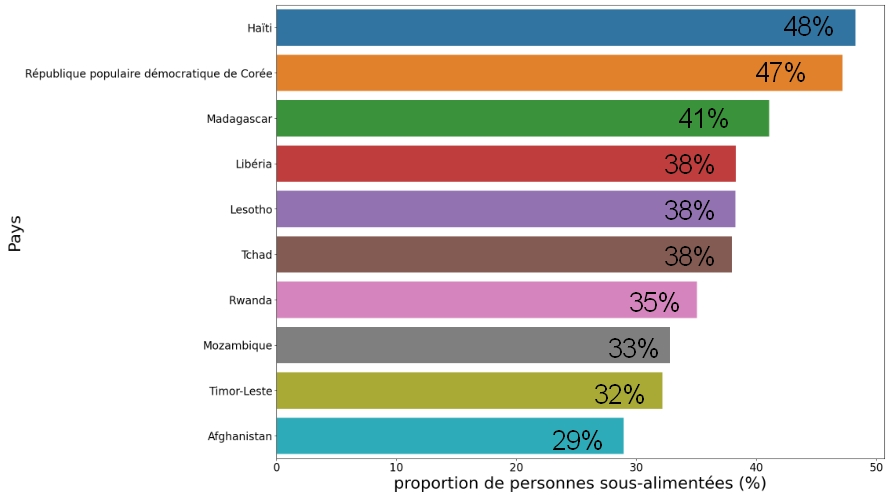 Haïti 48%
République populaire démocratique de Corée 47%
Madagascar 41%
Libéria 38%
Lesotho 38%
Tchad 38%
Rwanda 35%
Mozambique 33%
Timor-Leste 32%
Afghanistan 29%
Pays
0 10 20 30 40 50
proportion de personnes sous-alimentées (%)